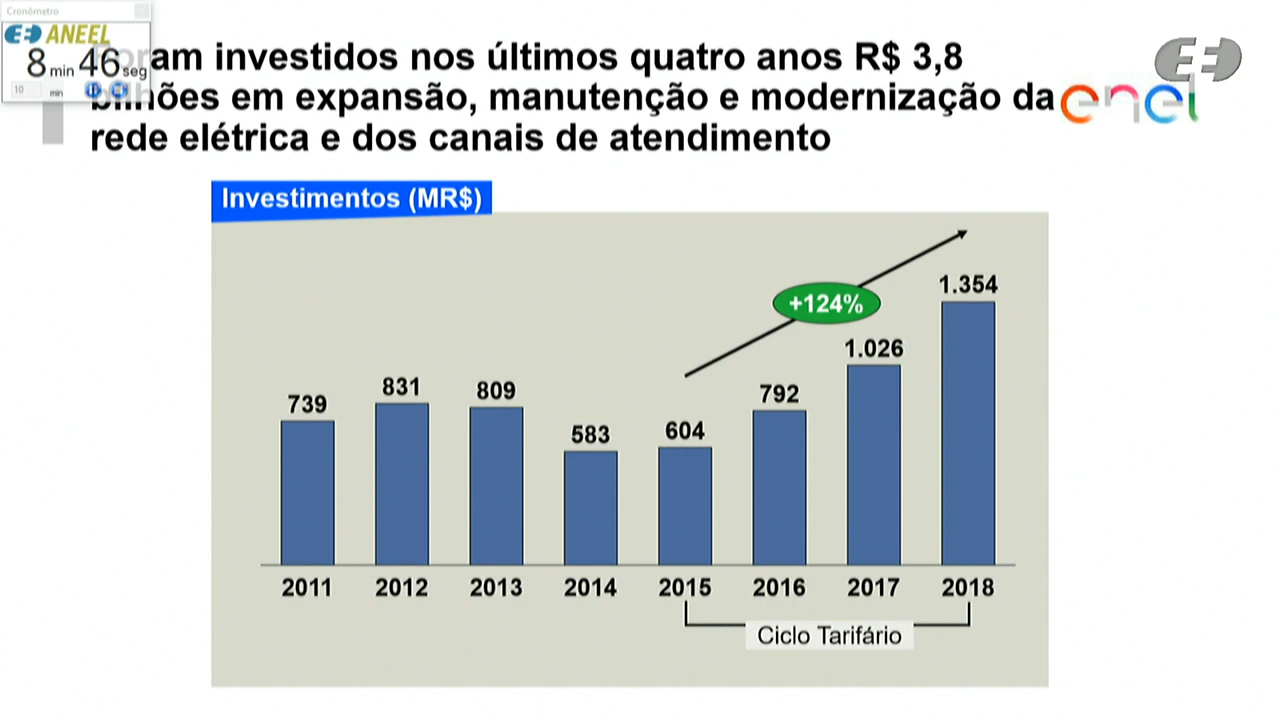 Cronômetro
ANEEL
8 min 46 seg
10 min
Foram investidos nos últimos quatro anos R$ 3,8
bilhões em expansão, manutenção e modernização da
rede elétrica e dos canais de atendimento
enel
Investimentos (MR$)
+124%
739
831
809
583
604
792
1.026
1.354
2011
2012
2013
2014
2015
2016
2017
2018
Ciclo Tarifário